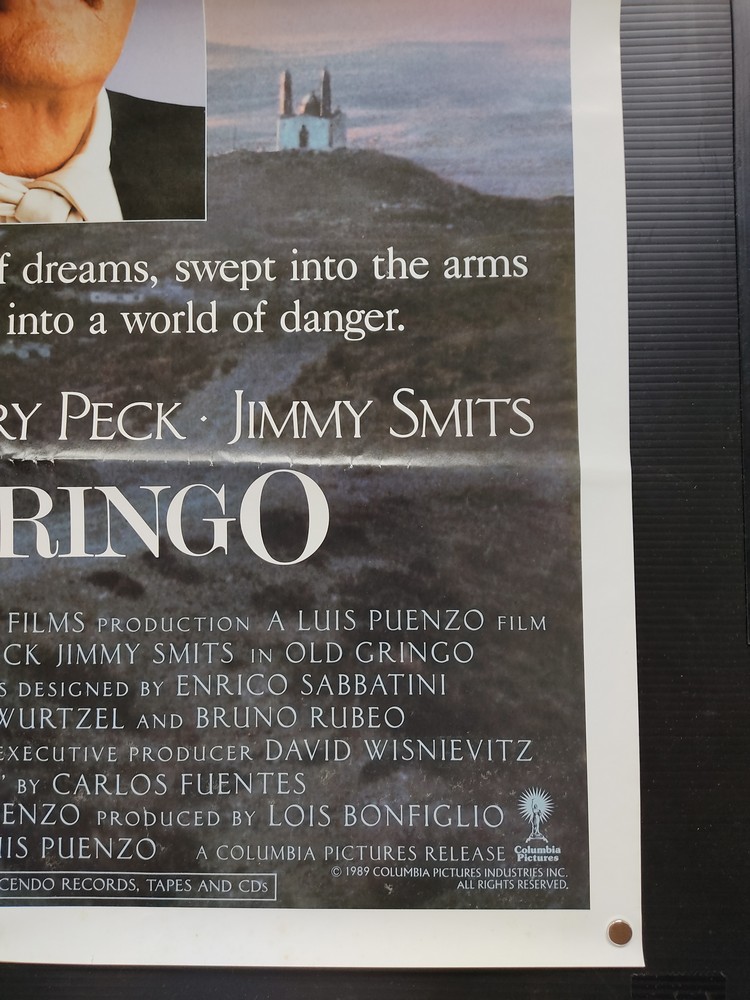 f dreams, swept into the arms
into a world of danger.
RY PECK · JIMMY SMITS
RINGO
FILMS PRODUCTION A LUIS PUENZO FILM
CK JIMMY SMITS IN OLD GRINGO
S DESIGNED BY ENRICO SABBATINI
WURTZEL AND BRUNO RUBEO
EXECUTIVE PRODUCER DAVID WISNIEVITZ
" BY CARLOS FUENTES
ENZO PRODUCED BY LOIS BONFIGLIO
IS PUENZO A COLUMBIA PICTURES RELEASE
Columbia
Pictures
© 1989 COLUMBIA PICTURES INDUSTRIES INC.
ALL RIGHTS RESERVED.
CENDO RECORDS, TAPES AND CDs